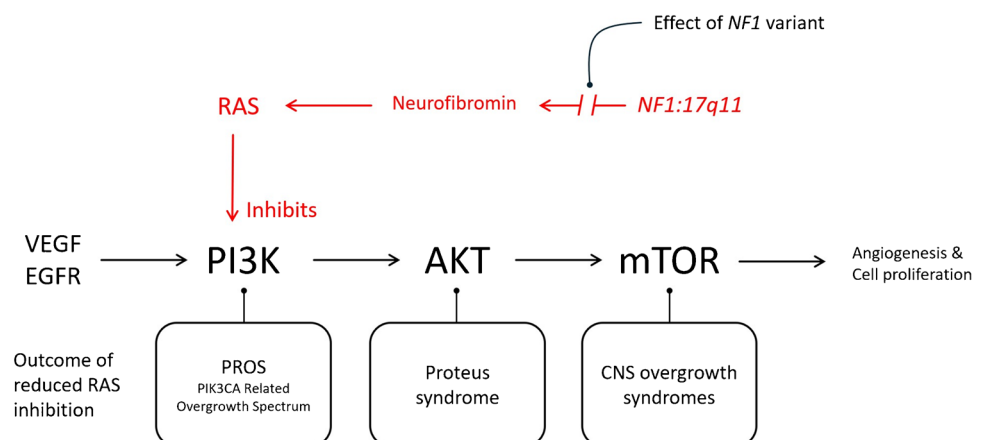 Effect of NF1 variant
RAS
Neurofibromin
NF1:17q11
Inhibits
VEGF
EGFR
PI3K
AKT
mTOR
Angiogenesis &
Cell proliferation
Outcome of
reduced RAS
inhibition
PROS
PIK3CA Related
Overgrowth Spectrum
Proteus
syndrome
CNS overgrowth
syndromes